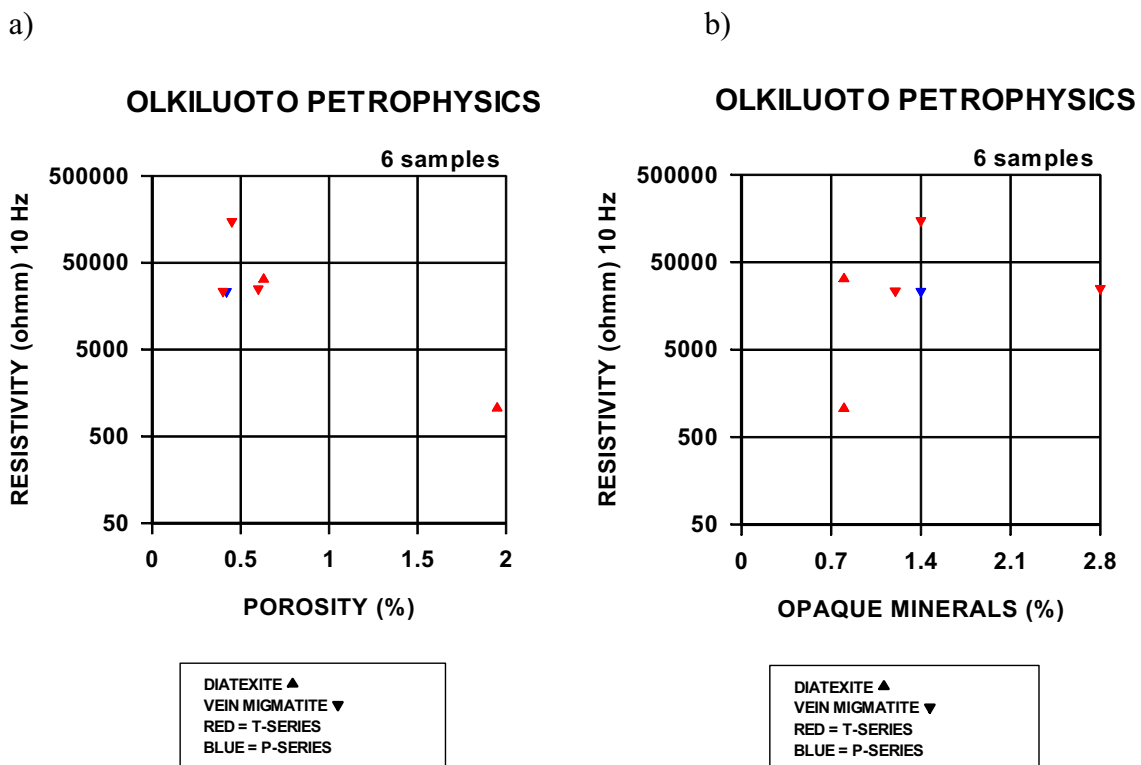 a)
OLKILUOTO PETROPHYSICS
6 samples
RESISTIVITY (ohmm) 10 Hz
500000
50000
5000
500
50
0 0.5 1 1.5 2
POROSITY (%)
DIATEXITE ▲
VEIN MIGMATITE ▼
RED = T-SERIES
BLUE = P-SERIES
b)
OLKILUOTO PETROPHYSICS
6 samples
RESISTIVITY (ohmm) 10 Hz
500000
50000
5000
500
50
0 0.7 1.4 2.1 2.8
OPAQUE MINERALS (%)
DIATEXITE ▲
VEIN MIGMATITE ▼
RED = T-SERIES
BLUE = P-SERIES